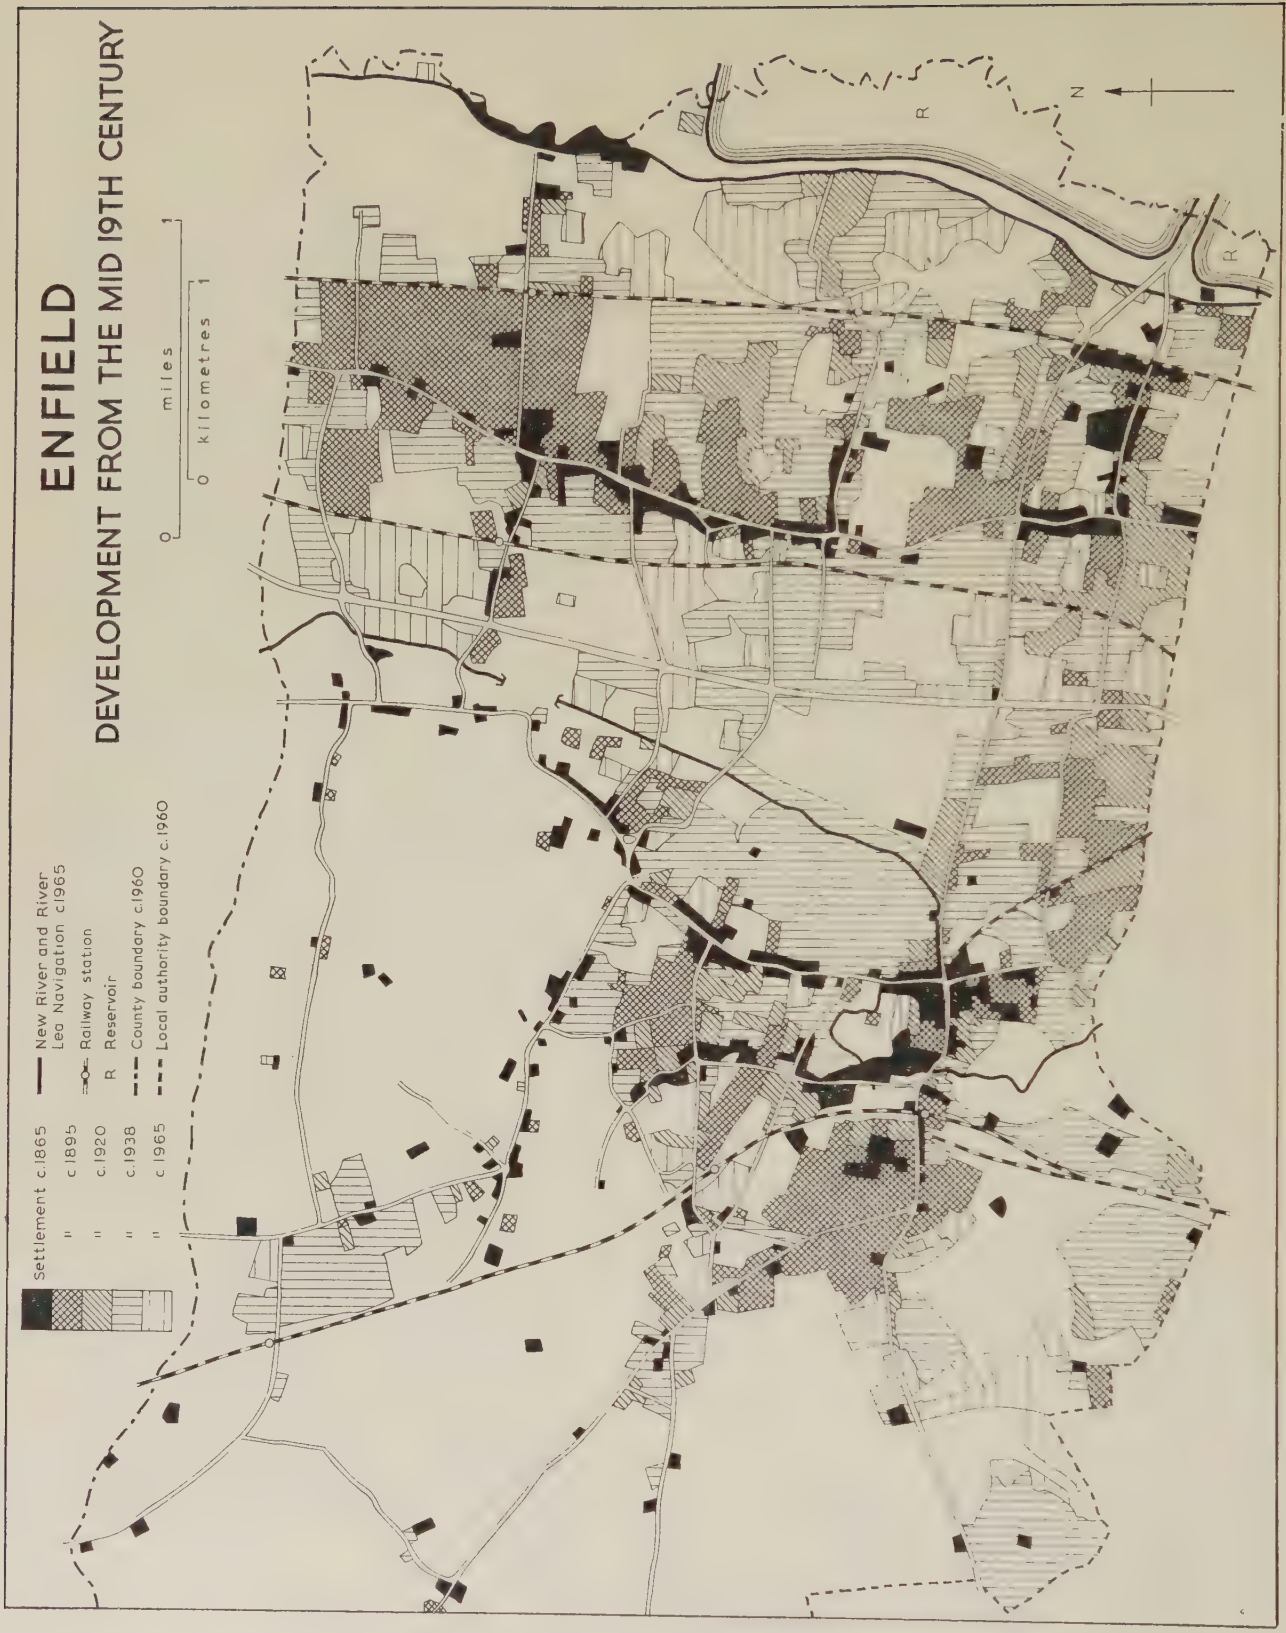 ENFIELD
DEVELOPMENT FROM THE MID 19TH CENTURY
0 miles 1
0 kilometres 1
Settlement c.1865
" c.1895
" c.1920
" c.1938
" c 1965
New River and River
Lea Navigation c1965
Railway station
R Reservoir
County boundary c.1960
Local authority boundary c.1960
N
R
R